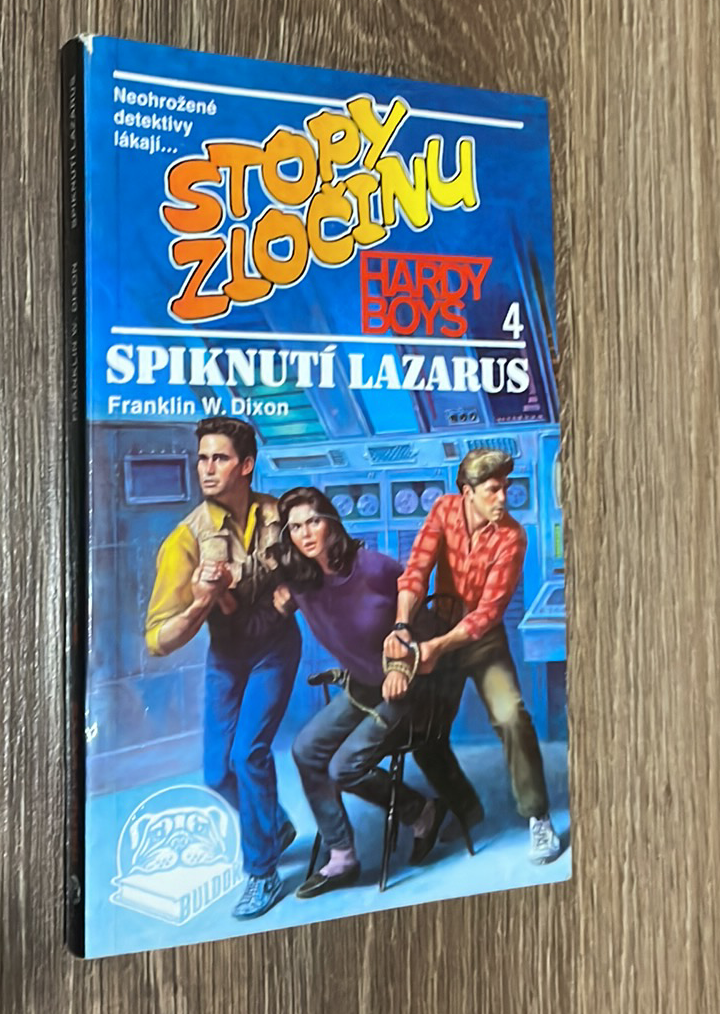 Neohrožené
detektivy
lákají...
STOPY
ZLOČINU
HARDY
BOYS
4
SPIKNUTÍ LAZARUS
Franklin W. Dixon
BULDOK
FRANKLIN W. DIXON SPIKNUTÍ LAZARUS